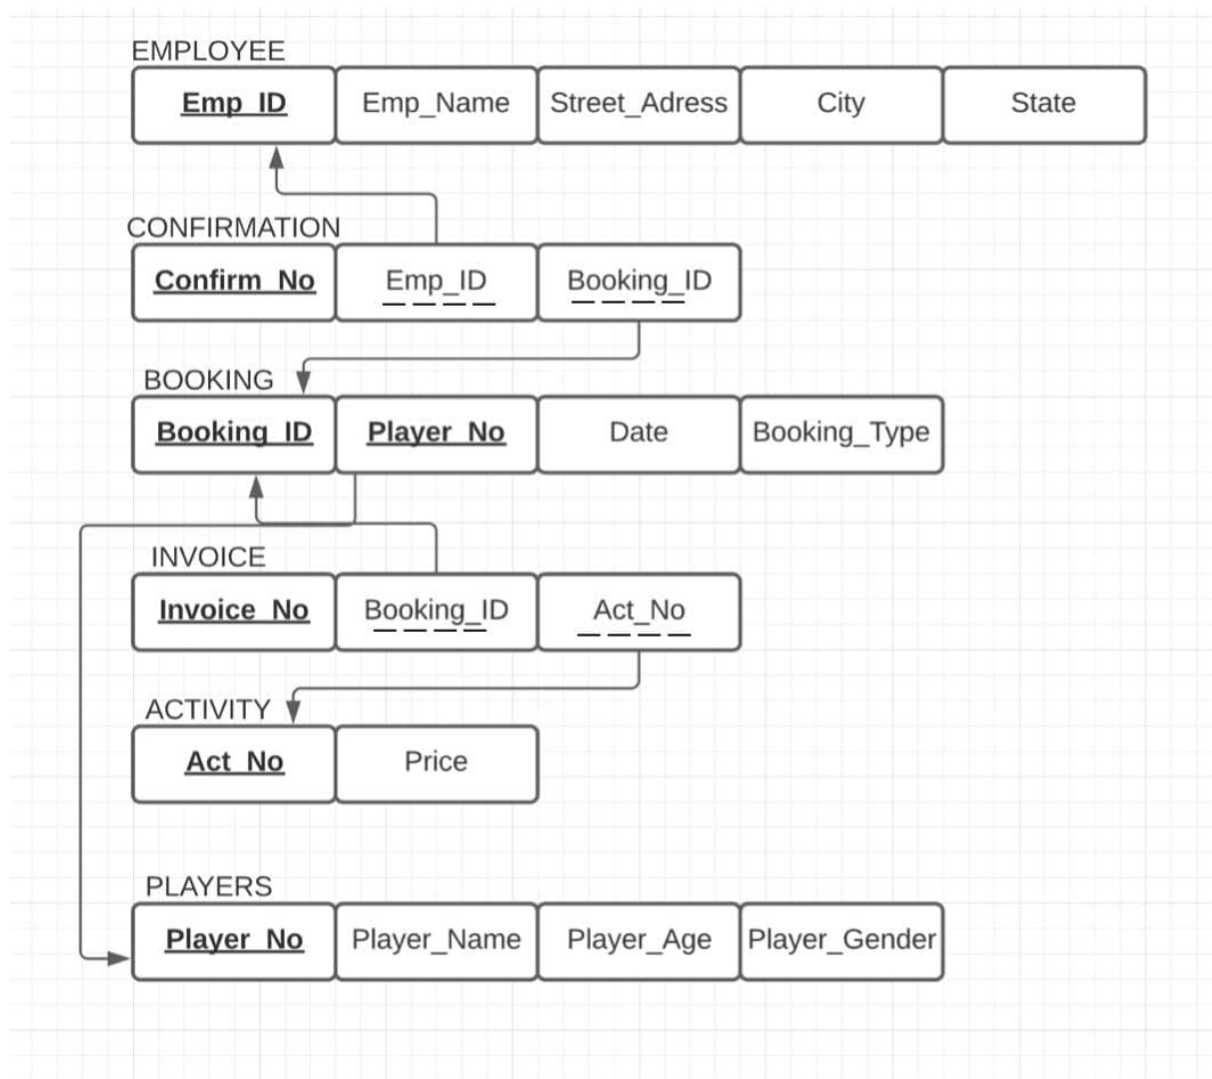 EMPLOYEE
Emp_ID Emp_Name Street_Adress City State
CONFIRMATION
Confirm_No Emp_ID Booking_ID
BOOKING
Booking_ID Player_No Date Booking_Type
INVOICE
Invoice_No Booking_ID Act_No
ACTIVITY
Act_No Price
PLAYERS
Player_No Player_Name Player_Age Player_Gender